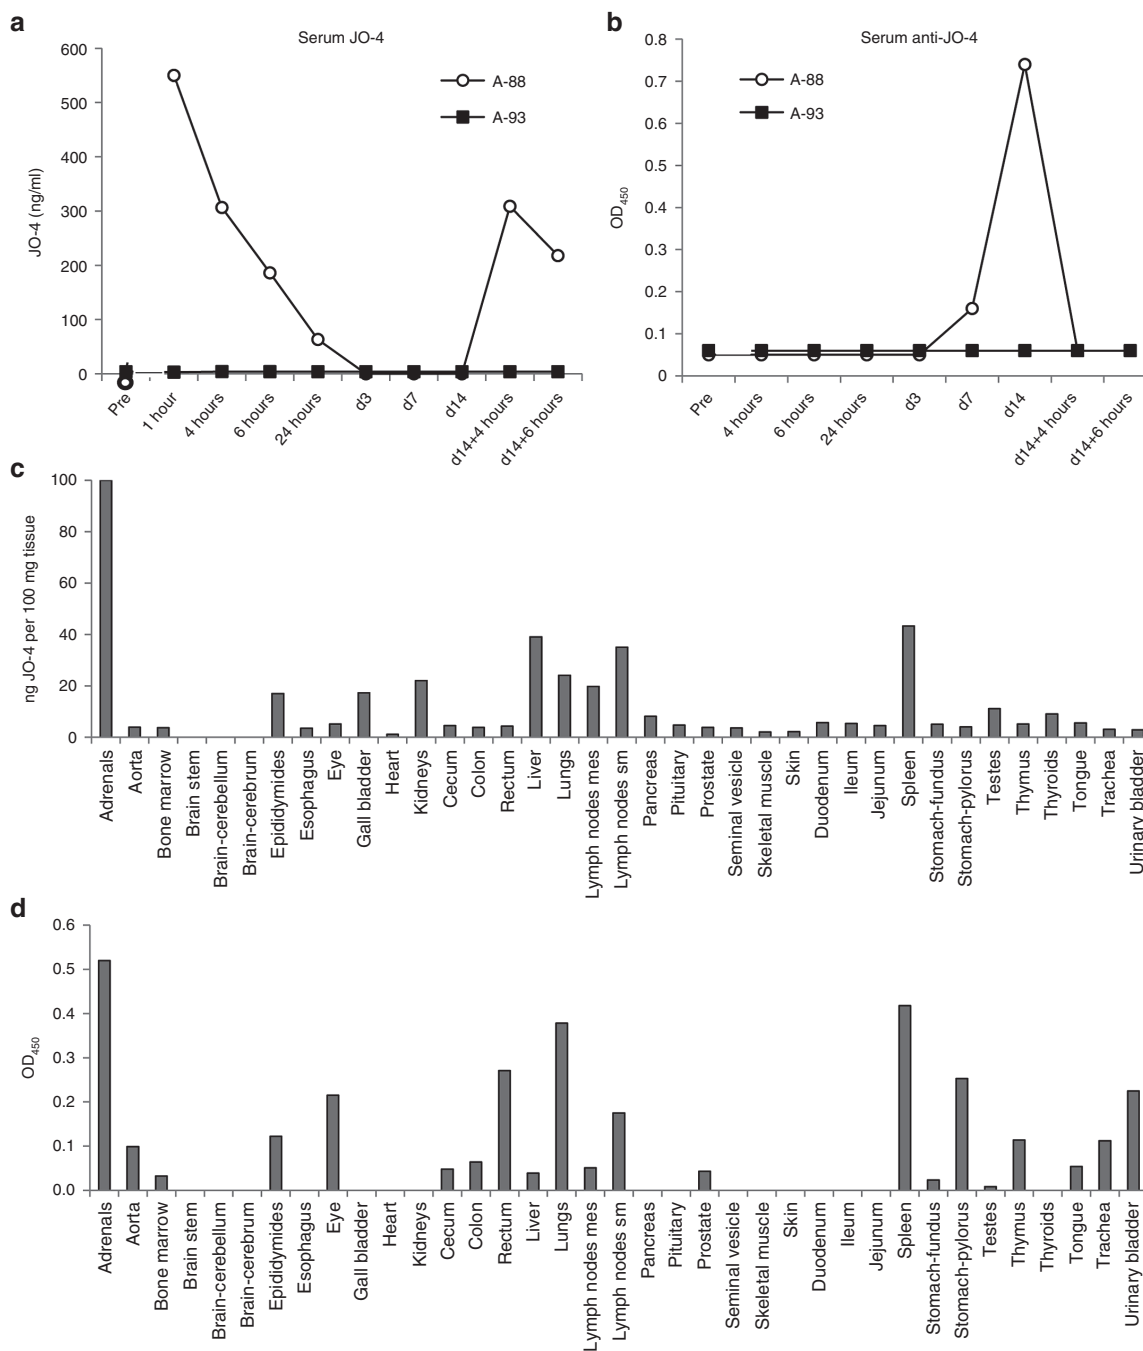 a
Serum JO-4
600
500
400
300
200
100
0
JO-4 (ng/ml)
A-88
A-93
Pre
1 hour
4 hours
6 hours
24 hours
d3
d7
d14
d14+4 hours
d14+6 hours
b
Serum anti-JO-4
0.8
0.7
0.6
0.5
0.4
0.3
0.2
0.1
0
OD450
A-88
A-93
Pre
4 hours
6 hours
24 hours
d3
d7
d14
d14+4 hours
d14+6 hours
c
100
80
60
40
20
0
ng JO-4 per 100 mg tissue
Adrenals
Aorta
Bone marrow
Brain stem
Brain-cerebellum
Brain-cerebrum
Epididymides
Esophagus
Eye
Gall bladder
Heart
Kidneys
Cecum
Colon
Rectum
Liver
Lungs
Lymph nodes mes
Lymph nodes sm
Pancreas
Pituitary
Prostate
Seminal vesicle
Skeletal muscle
Skin
Duodenum
Ileum
Jejunum
Spleen
Stomach-fundus
Stomach-pylorus
Testes
Thymus
Thyroids
Tongue
Trachea
Urinary bladder
d
0.6
0.5
0.4
0.3
0.2
0.1
0.0
OD450
Adrenals
Aorta
Bone marrow
Brain stem
Brain-cerebellum
Brain-cerebrum
Epididymides
Esophagus
Eye
Gall bladder
Heart
Kidneys
Cecum
Colon
Rectum
Liver
Lungs
Lymph nodes mes
Lymph nodes sm
Pancreas
Pituitary
Prostate
Seminal vesicle
Skeletal muscle
Skin
Duodenum
Ileum
Jejunum
Spleen
Stomach-fundus
Stomach-pylorus
Testes
Thymus
Thyroids
Tongue
Trachea
Urinary bladder